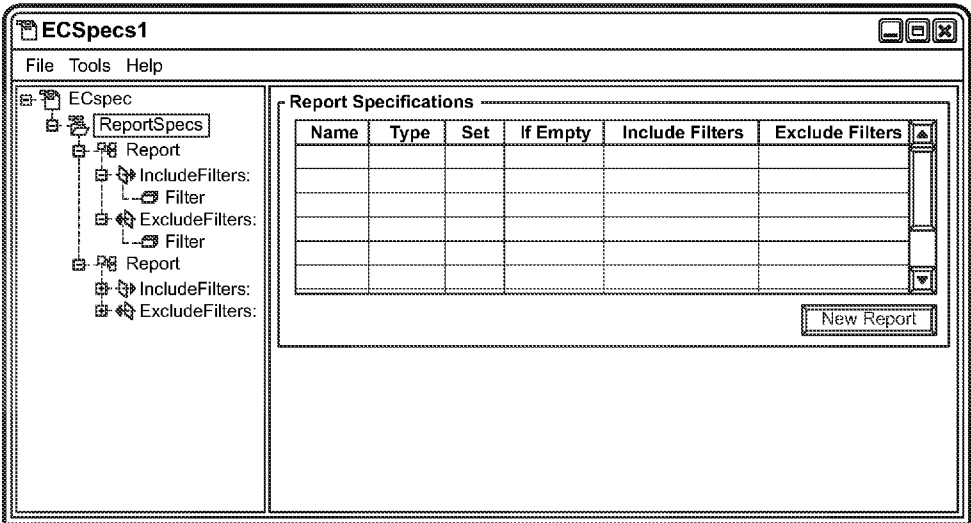 ECSpecs1
File Tools Help
ECspec
ReportSpecs
Report
IncludeFilters:
Filter
ExcludeFilters:
Filter
Report
IncludeFilters:
ExcludeFilters:
Report Specifications
Name Type Set If Empty Include Filters Exclude Filters
New Report